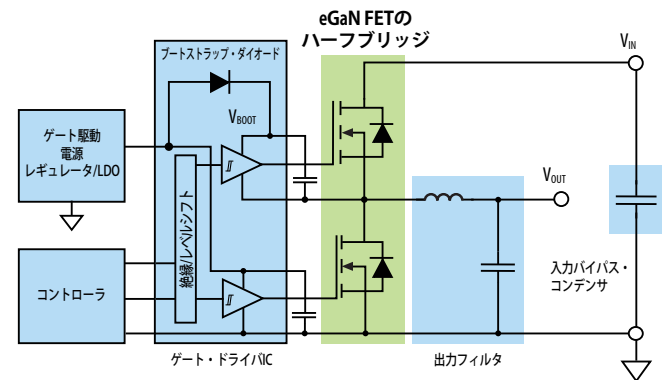 eGaN FETの
ハーフブリッジ
VIN
ブートストラップ・ダイオード
VBOOT
ゲート駆動
電源
レギュレータ/LDO
絶縁/レベルシフト
VOUT
コントローラ
入力バイパス・
コンデンサ
ゲート・ドライバIC
出力フィルタ